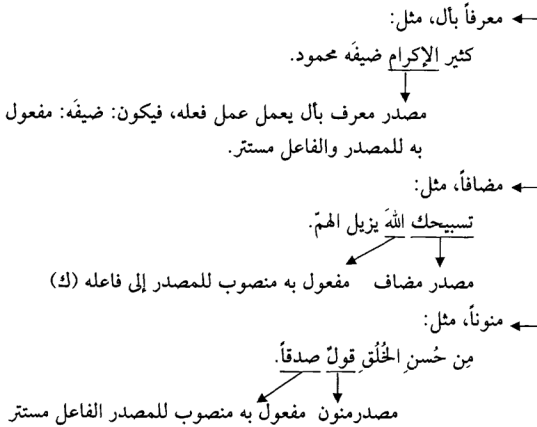 معرفاً بأل، مثل:
كثير الإكرام ضيفَه محمود.
مصدر معرف بأل يعمل عمل فعله، فيكون: ضيفَه: مفعول
به للمصدر والفاعل مستتر.
مضافاً، مثل:
تسبيحك اللهَ يزيل الهمّ.
مصدر مضاف مفعول به منصوب للمصدر إلى فاعله (ك)
منوناً، مثل:
مِن حُسنِ الخُلُقِ قولٌ صدقاً.
مصدرمنون مفعول به منصوب للمصدر الفاعل مستتر